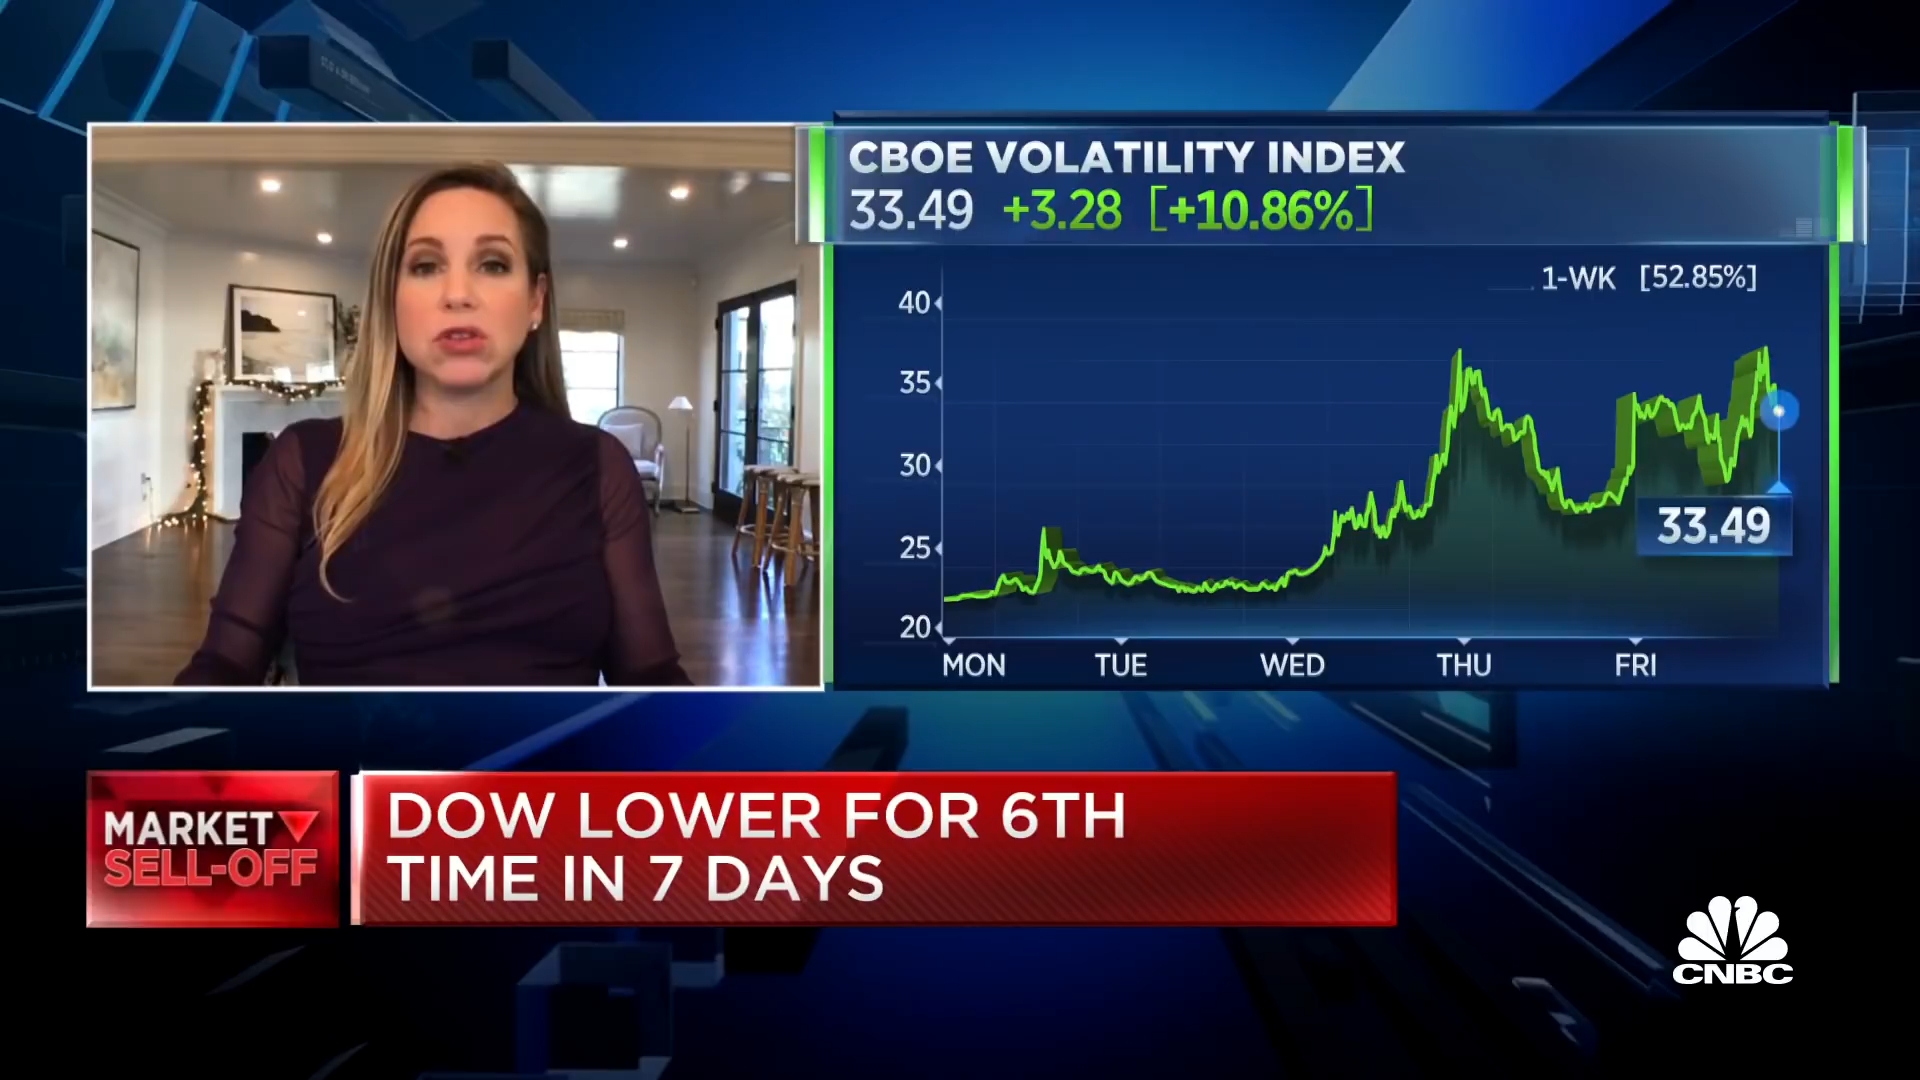 CBOE VOLATILITY INDEX
33.49 +3.28 [+10.86%]
1-WK [52.85%]
40
35
30
25
20
33.49
MON TUE WED THU FRI
MARKET
SELL-OFF
DOW LOWER FOR 6TH
TIME IN 7 DAYS
CNBC